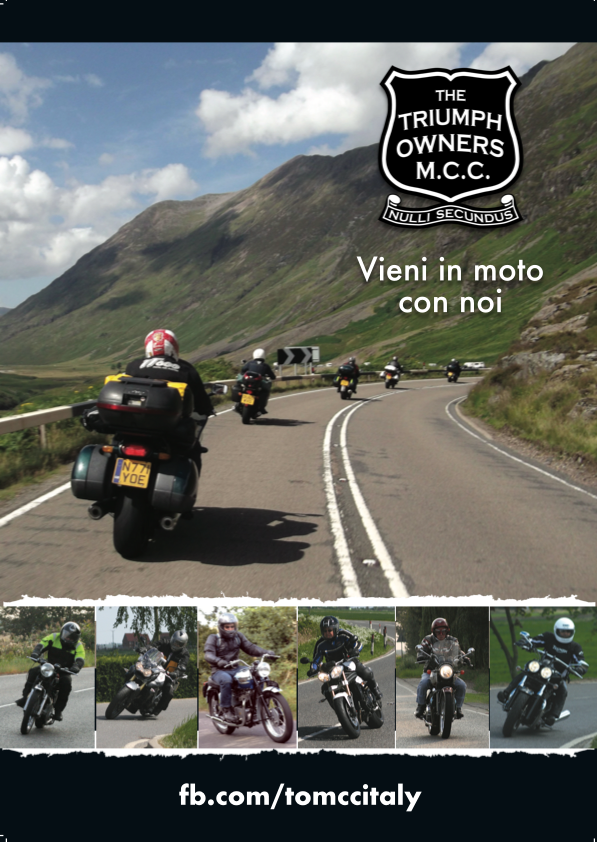 THE
TRIUMPH
OWNERS
M.C.C.
NULLI SECUNDUS
Vieni in moto
con noi
N77
YOE
fb.com/tomccitaly